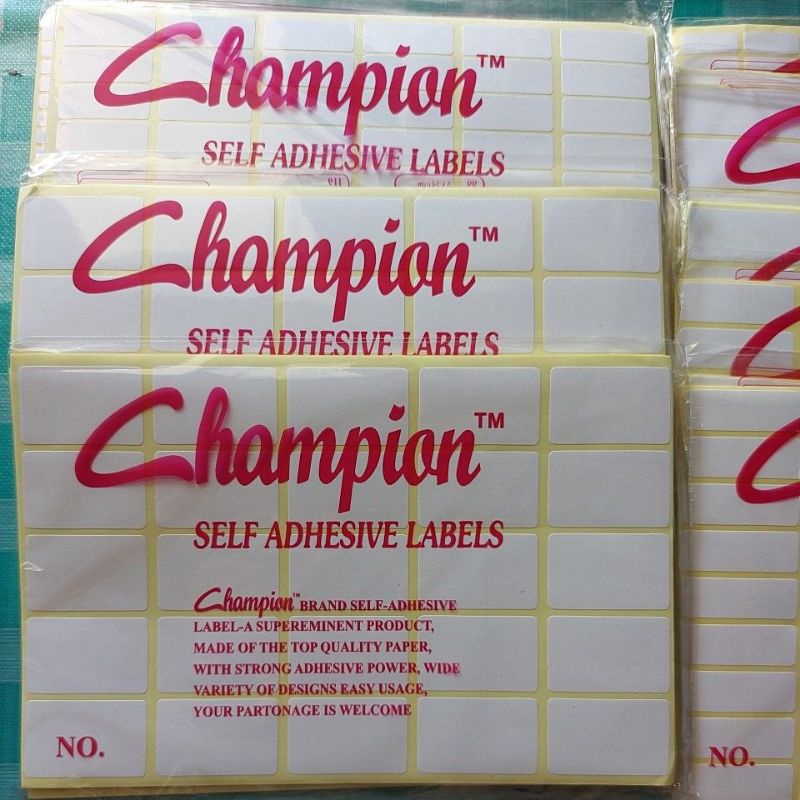 Champion™
SELF ADHESIVE LABELS
Champion™
SELF ADHESIVE LABELS
Champion™
SELF ADHESIVE LABELS
Champion™ BRAND SELF-ADHESIVE
LABEL-A SUPEREMINENT PRODUCT,
MADE OF THE TOP QUALITY PAPER,
WITH STRONG ADHESIVE POWER, WIDE
VARIETY OF DESIGNS EASY USAGE,
YOUR PARTONAGE IS WELCOME
NO.
NO.